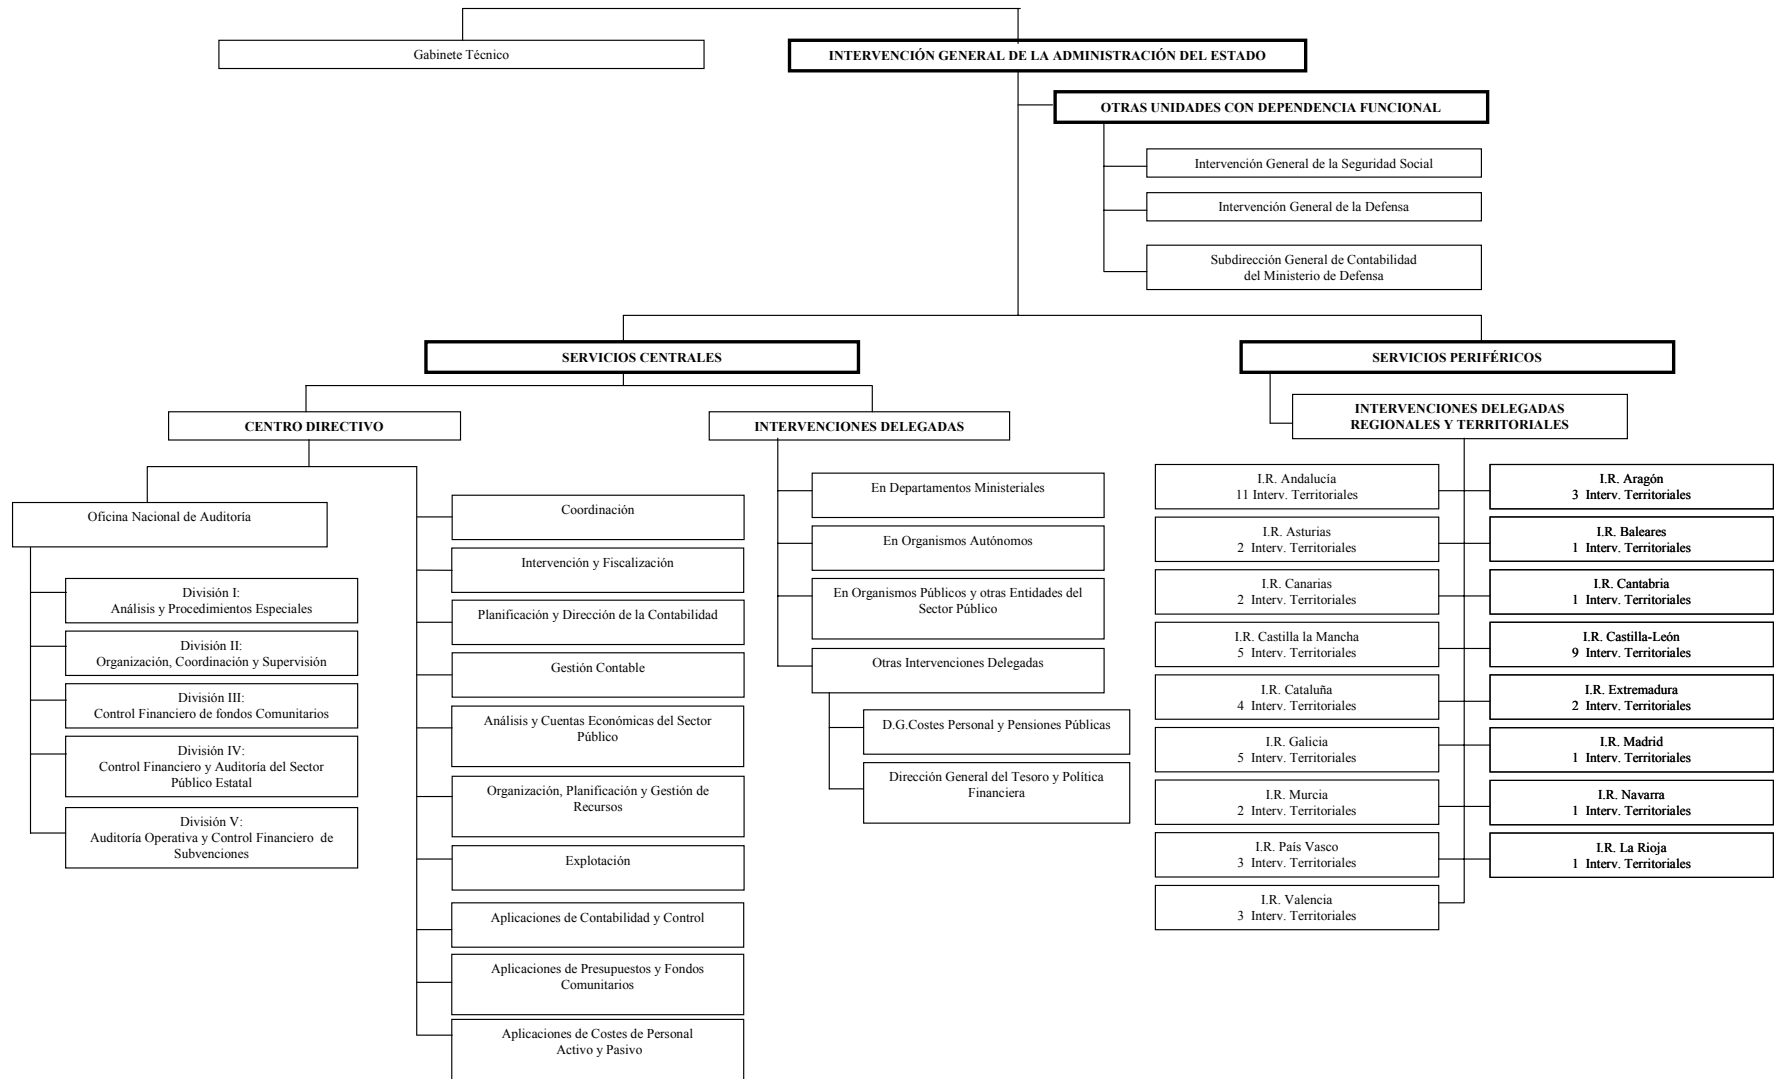 Gabinete Técnico
INTERVENCIÓN GENERAL DE LA ADMINISTRACIÓN DEL ESTADO
OTRAS UNIDADES CON DEPENDENCIA FUNCIONAL
Intervención General de la Seguridad Social
Intervención General de la Defensa
Subdirección General de Contabilidad
del Ministerio de Defensa
SERVICIOS CENTRALES
SERVICIOS PERIFÉRICOS
CENTRO DIRECTIVO
INTERVENCIONES DELEGADAS
INTERVENCIONES DELEGADAS
REGIONALES Y TERRITORIALES
Oficina Nacional de Auditoría
División I:
Análisis y Procedimientos Especiales
División II:
Organización, Coordinación y Supervisión
División III:
Control Financiero de fondos Comunitarios
División IV:
Control Financiero y Auditoría del Sector
Público Estatal
División V:
Auditoría Operativa y Control Financiero de
Subvenciones
Coordinación
Intervención y Fiscalización
Planificación y Dirección de la Contabilidad
Gestión Contable
Análisis y Cuentas Económicas del Sector
Público
Organización, Planificación y Gestión de
Recursos
Explotación
Aplicaciones de Contabilidad y Control
Aplicaciones de Presupuestos y Fondos
Comunitarios
Aplicaciones de Costes de Personal
Activo y Pasivo
En Departamentos Ministeriales
En Organismos Autónomos
En Organismos Públicos y otras Entidades del
Sector Público
Otras Intervenciones Delegadas
D.G.Costes Personal y Pensiones Públicas
Dirección General del Tesoro y Política
Financiera
I.R. Andalucía
11 Interv. Territoriales
I.R. Aragón
3 Interv. Territoriales
I.R. Asturias
2 Interv. Territoriales
I.R. Baleares
1 Interv. Territoriales
I.R. Canarias
2 Interv. Territoriales
I.R. Cantabria
1 Interv. Territoriales
I.R. Castilla la Mancha
5 Interv. Territoriales
I.R. Castilla-León
9 Interv. Territoriales
I.R. Cataluña
4 Interv. Territoriales
I.R. Extremadura
2 Interv. Territoriales
I.R. Galicia
5 Interv. Territoriales
I.R. Madrid
1 Interv. Territoriales
I.R. Murcia
2 Interv. Territoriales
I.R. Navarra
1 Interv. Territoriales
I.R. País Vasco
3 Interv. Territoriales
I.R. La Rioja
1 Interv. Territoriales
I.R. Valencia
3 Interv. Territoriales